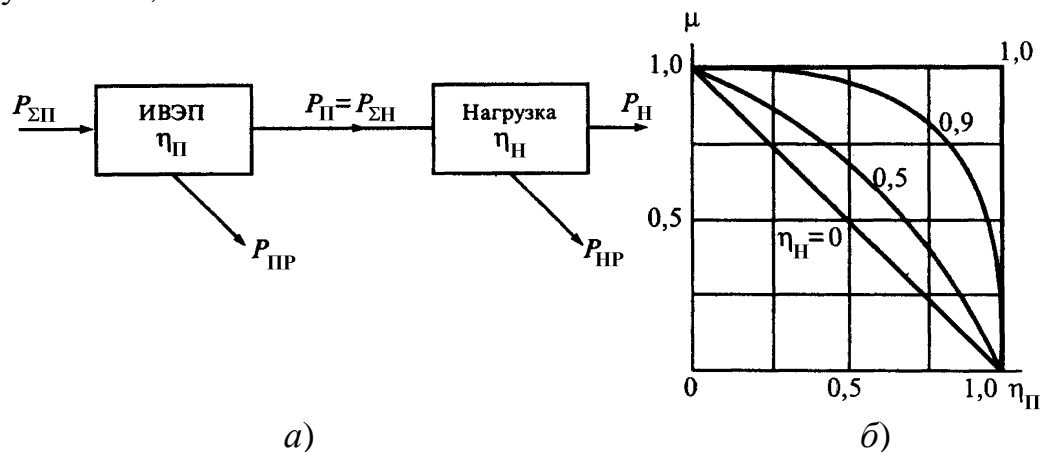 μ
1,0
1,0
P_ΣП
ИВЭП
η_П
P_П = P_ΣН
Нагрузка
η_Н
P_Н
0,9
0,5
0,5
η_Н = 0
P_ПР
P_НР
0
0,5
1,0
η_П
а)
б)